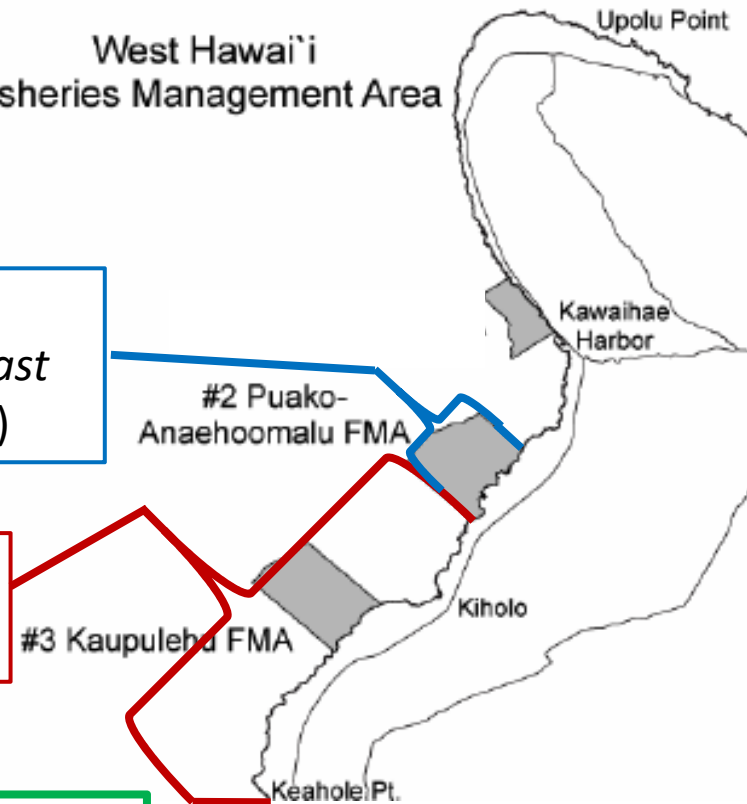 Upolu Point
West Hawai`i
sheries Management Area
Kawaihae
Harbor
ast
)
#2 Puako-
Anaehoomalu FMA
Kiholo
#3 Kaupulehu FMA
Keahole Pt.